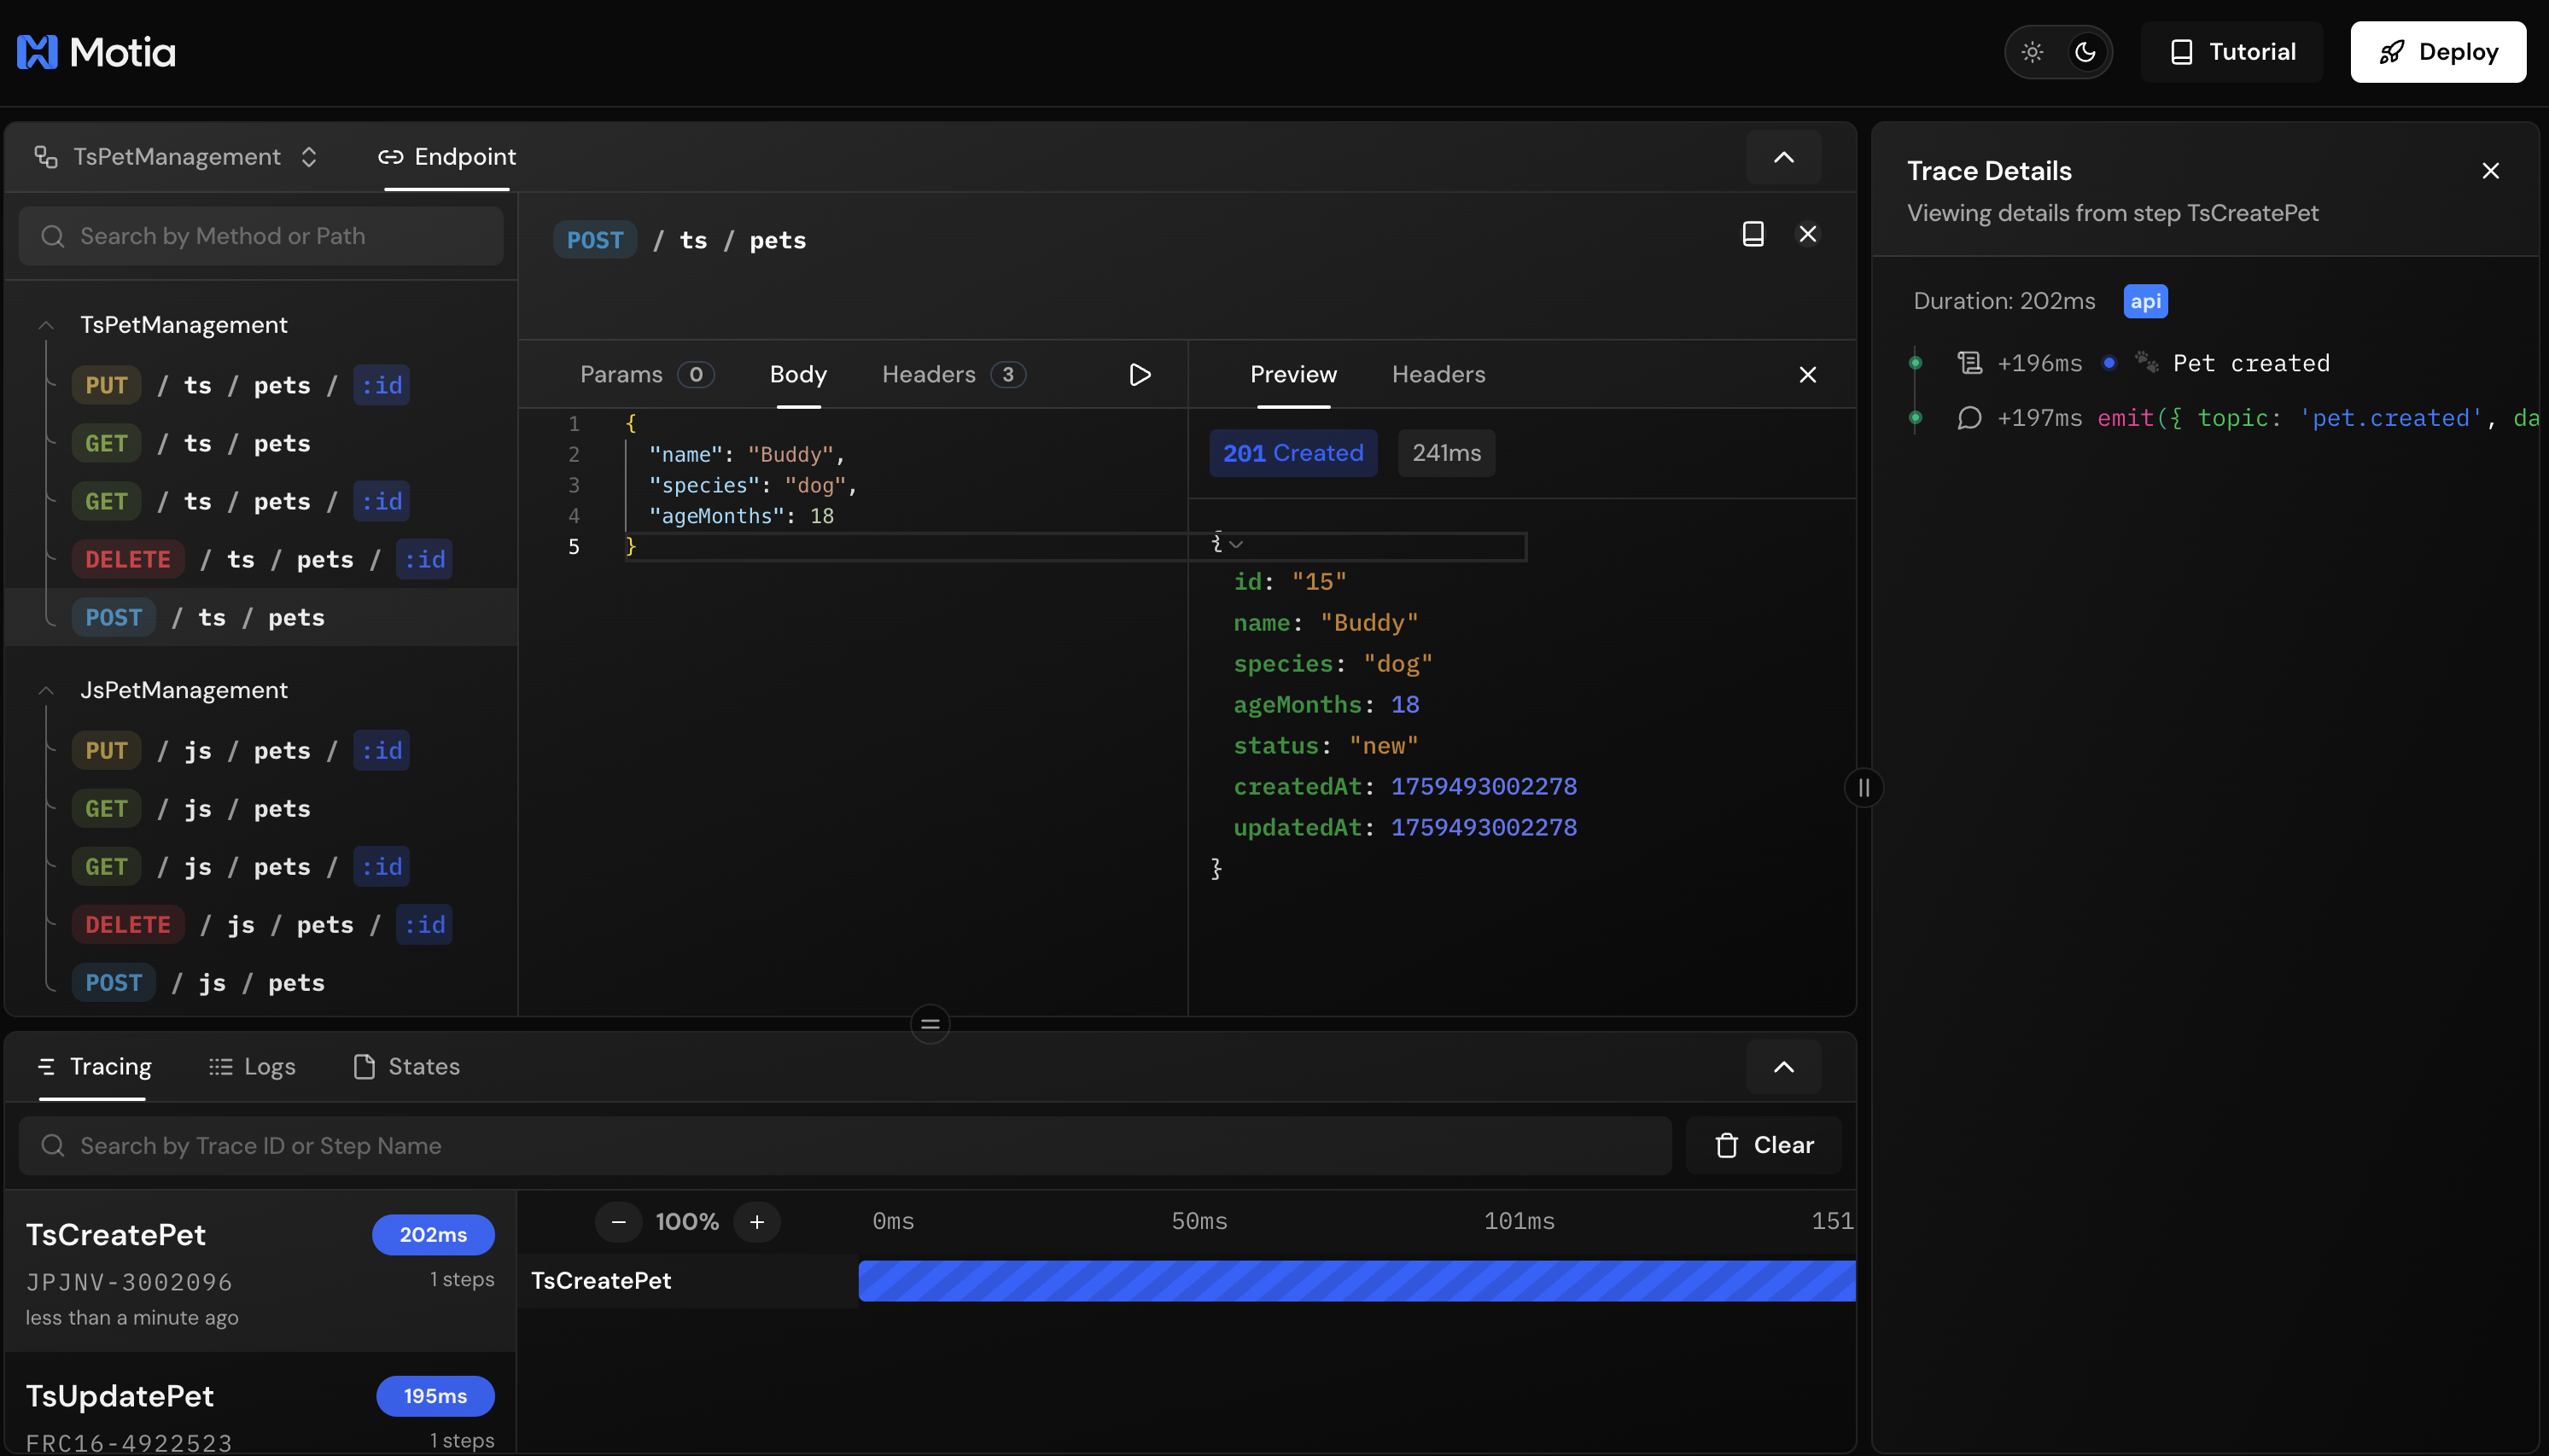 Motia
Tutorial
Deploy
TsPetManagement
Endpoint
Search by Method or Path
TsPetManagement
PUT / ts / pets / :id
GET / ts / pets
GET / ts / pets / :id
DELETE / ts / pets / :id
POST / ts / pets
JsPetManagement
PUT / js / pets / :id
GET / js / pets
GET / js / pets / :id
DELETE / js / pets / :id
POST / js / pets
POST / ts / pets
Params 0 Body Headers 3
1 {
2 "name": "Buddy",
3 "species": "dog",
4 "ageMonths": 18
5 }
Preview Headers
201 Created 241ms
{
id: "15"
name: "Buddy"
species: "dog"
ageMonths: 18
status: "new"
createdAt: 1759493002278
updatedAt: 1759493002278
}
Trace Details
Viewing details from step TsCreatePet
Duration: 202ms api
+196ms 🐾 Pet created
+197ms emit({ topic: 'pet.created', da
Tracing Logs States
Search by Trace ID or Step Name
Clear
TsCreatePet 202ms
JPJNV-3002096 1 steps
less than a minute ago
TsUpdatePet 195ms
FRC16-4922523 1 steps
− 100% + 0ms 50ms 101ms 151
TsCreatePet